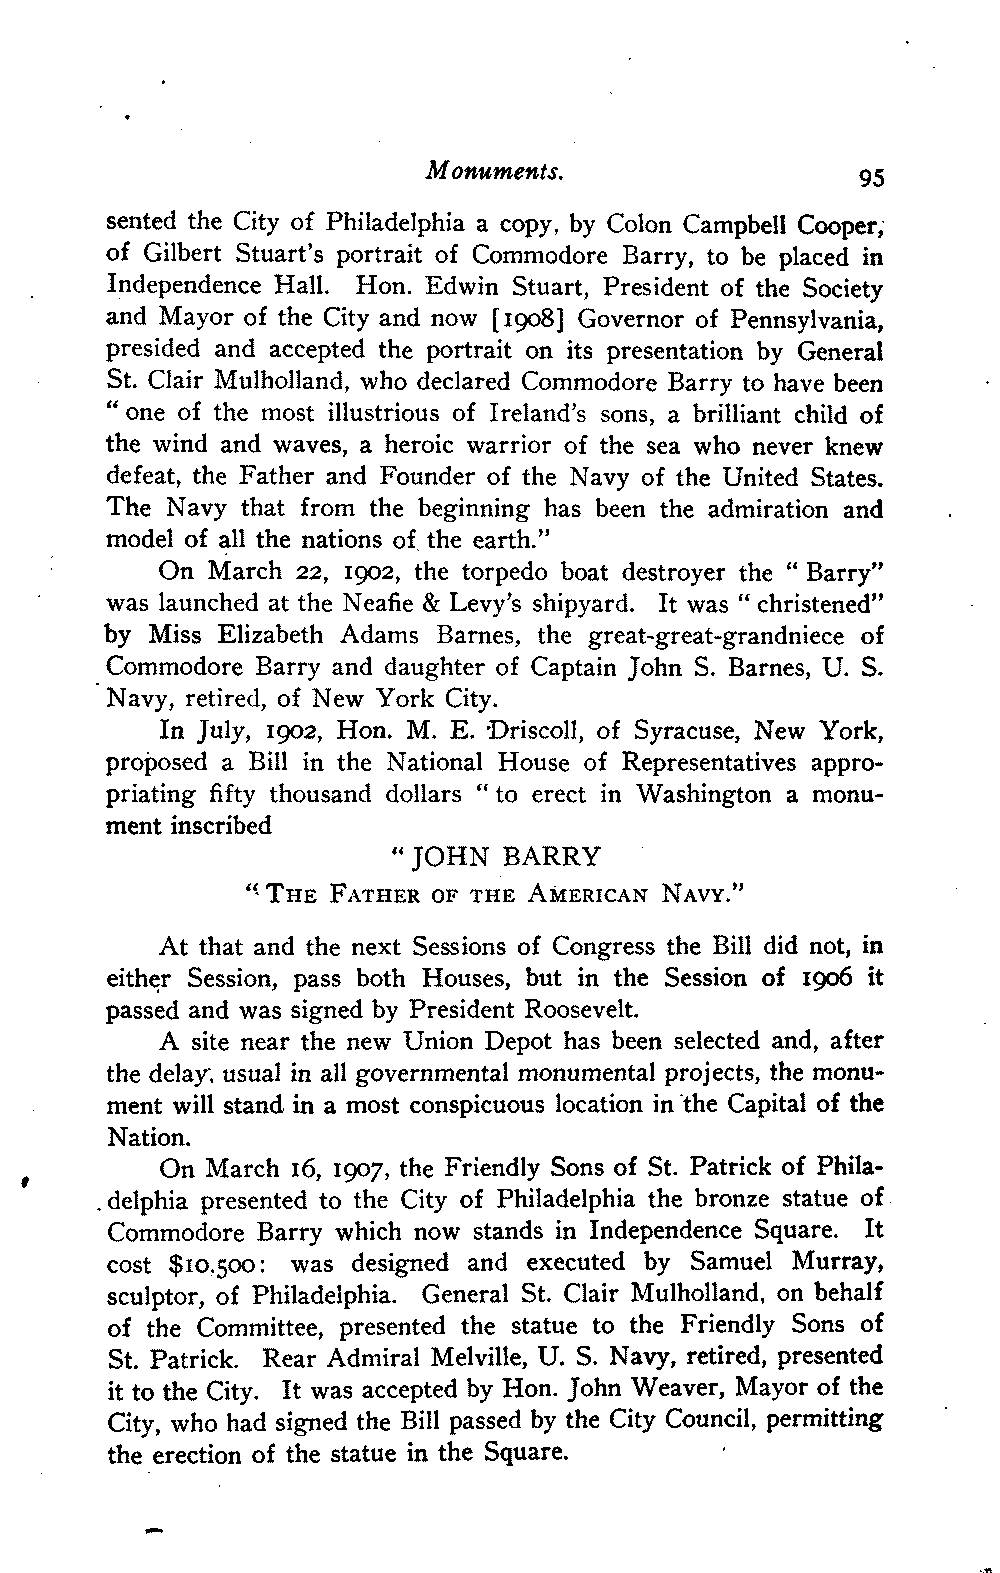 Monuments. 95
sented the City of Philadelphia a copy, by Colon Campbell Cooper,
of Gilbert Stuart's portrait of Commodore Barry, to be placed in
Independence Hall. Hon. Edwin Stuart, President of the Society
and Mayor of the City and now [1908] Governor of Pennsylvania,
presided and accepted the portrait on its presentation by General
St. Clair Mulholland, who declared Commodore Barry to have been
" one of the most illustrious of Ireland's sons, a brilliant child of
the wind and waves, a heroic warrior of the sea who never knew
defeat, the Father and Founder of the Navy of the United States.
The Navy that from the beginning has been the admiration and
model of all the nations of the earth."
On March 22, 1902, the torpedo boat destroyer the " Barry"
was launched at the Neafie & Levy's shipyard. It was " christened"
by Miss Elizabeth Adams Barnes, the great-great-grandniece of
Commodore Barry and daughter of Captain John S. Barnes, U. S.
Navy, retired, of New York City.
In July, 1902, Hon. M. E. Driscoll, of Syracuse, New York,
proposed a Bill in the National House of Representatives appro-
priating fifty thousand dollars " to erect in Washington a monu-
ment inscribed
" JOHN BARRY
" THE FATHER OF THE AMERICAN NAVY."
At that and the next Sessions of Congress the Bill did not, in
either Session, pass both Houses, but in the Session of 1906 it
passed and was signed by President Roosevelt.
A site near the new Union Depot has been selected and, after
the delay, usual in all governmental monumental projects, the monu-
ment will stand in a most conspicuous location in the Capital of the
Nation.
On March 16, 1907, the Friendly Sons of St. Patrick of Phila-
delphia presented to the City of Philadelphia the bronze statue of
Commodore Barry which now stands in Independence Square. It
cost $10,500: was designed and executed by Samuel Murray,
sculptor, of Philadelphia. General St. Clair Mulholland, on behalf
of the Committee, presented the statue to the Friendly Sons of
St. Patrick. Rear Admiral Melville, U. S. Navy, retired, presented
it to the City. It was accepted by Hon. John Weaver, Mayor of the
City, who had signed the Bill passed by the City Council, permitting
the erection of the statue in the Square.